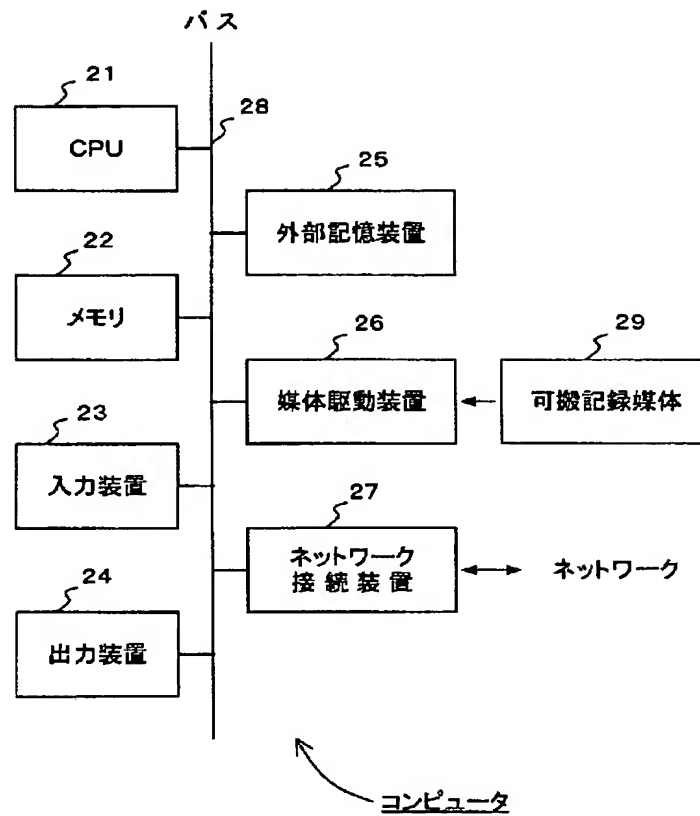 バス
21
28
CPU
25
外部記憶装置
22
メモリ
26
29
媒体駆動装置
可搬記録媒体
23
入力装置
27
ネットワーク
接続装置
ネットワーク
24
出力装置
コンピュータ